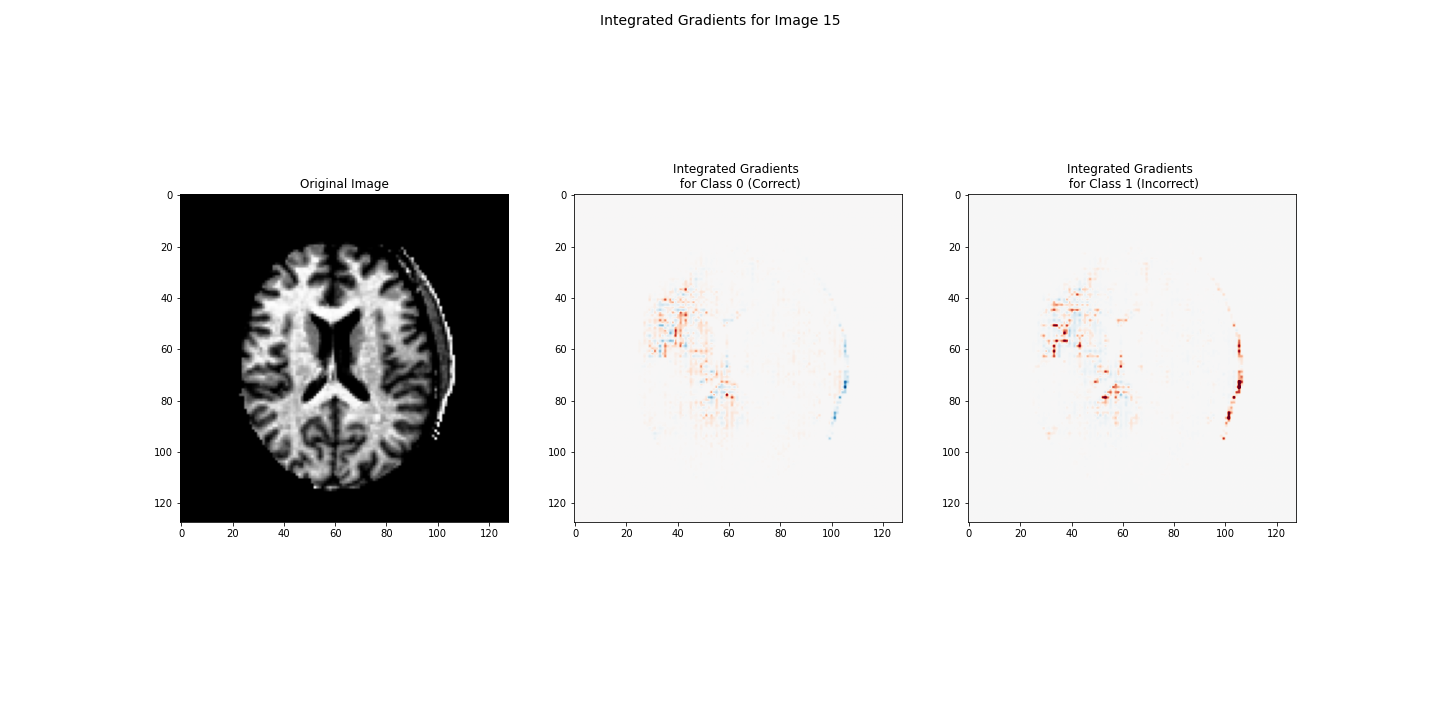 Integrated Gradients for Image 15
Original Image
0
20
40
60
80
100
120
0 20 40 60 80 100 120
Integrated Gradients
for Class 0 (Correct)
0
20
40
60
80
100
120
0 20 40 60 80 100 120
Integrated Gradients
for Class 1 (Incorrect)
0
20
40
60
80
100
120
0 20 40 60 80 100 120